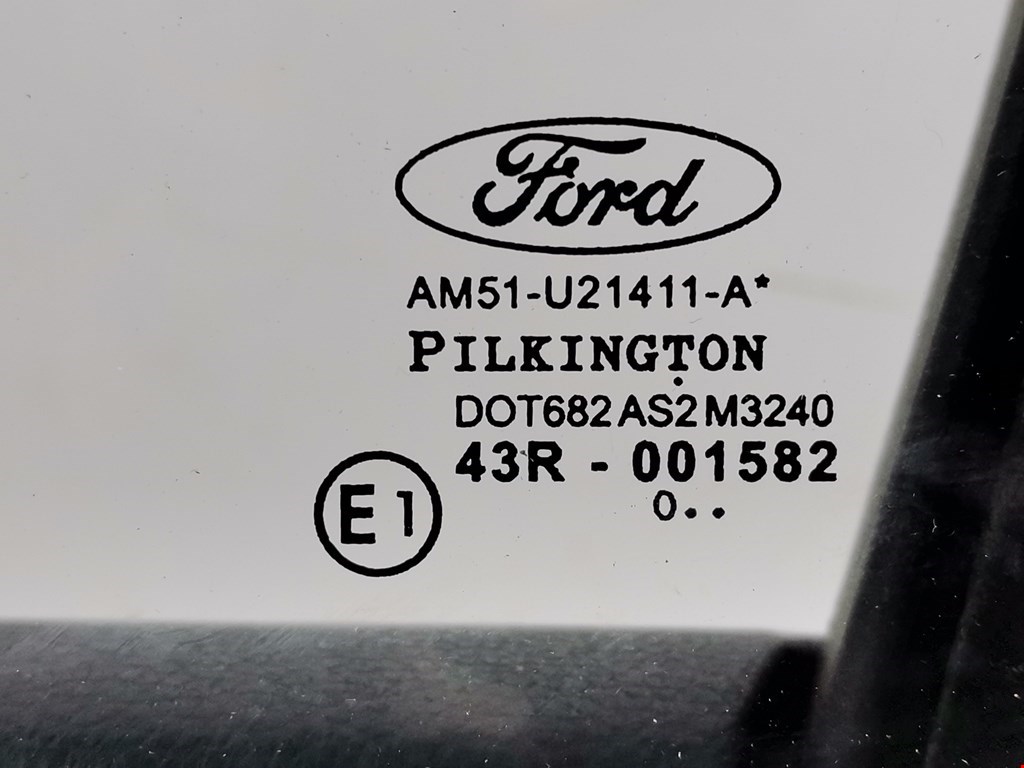 Ford
AM51-U21411-A*
PILKINGTON
DOT682 AS2 M3240
43R - 001582
E1
0..